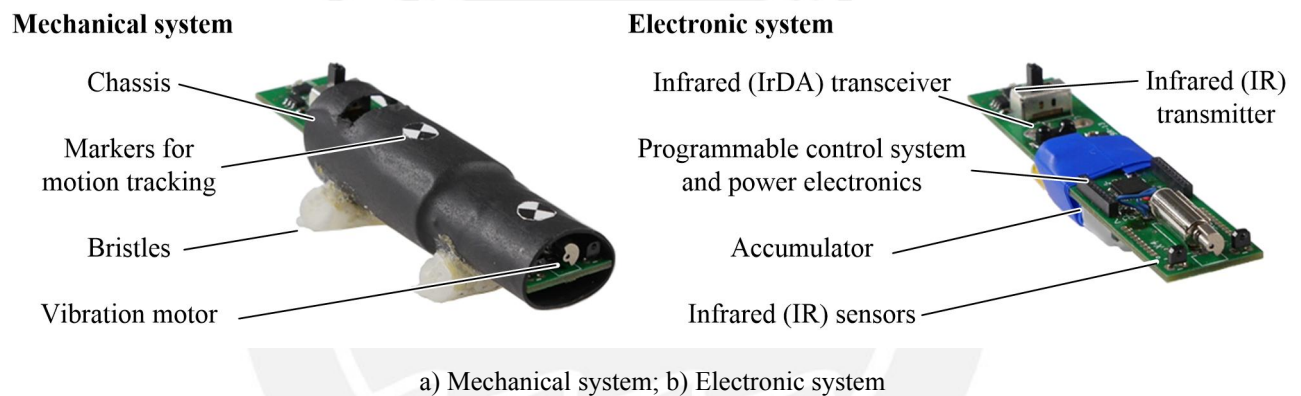 Mechanical system
Chassis
Markers for
motion tracking
Bristles
Vibration motor
Electronic system
Infrared (IrDA) transceiver
Infrared (IR)
transmitter
Programmable control system
and power electronics
Accumulator
Infrared (IR) sensors
a) Mechanical system; b) Electronic system